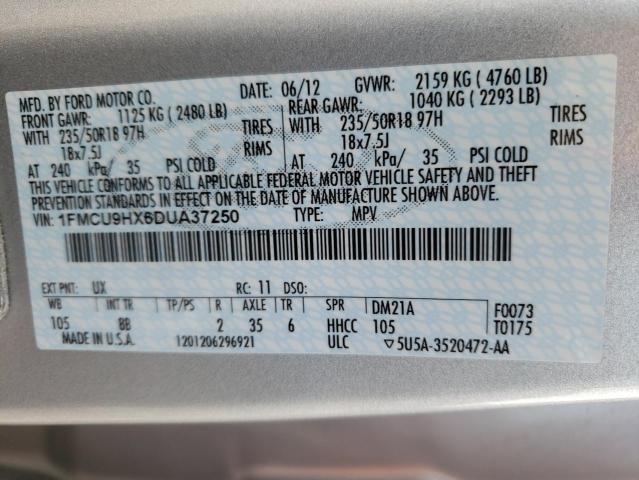 MFD. BY FORD MOTOR CO. DATE: 06/12 GVWR: 2159 KG ( 4760 LB)
FRONT GAWR: 1125 KG ( 2480 LB) REAR GAWR: 1040 KG ( 2293 LB)
WITH 235/50R18 97H TIRES WITH 235/50R18 97H TIRES
18x7.5J RIMS 18x7.5J RIMS
AT 240 kPa/ 35 PSI COLD AT 240 kPa/ 35 PSI COLD
THIS VEHICLE CONFORMS TO ALL APPLICABLE FEDERAL MOTOR VEHICLE SAFETY AND THEFT
PREVENTION STANDARDS IN EFFECT ON THE DATE OF MANUFACTURE SHOWN ABOVE.
VIN: 1FMCU9HX6DUA37250 TYPE: MPV
EXT PNT: UX RC: 11 DSO:
WB INT TR TP/PS R AXLE TR SPR DM21A F0073
105 BB 2 35 6 HHCC 105 T0175
MADE IN U.S.A. 1201206296921 ULC ▽5U5A-3520472-AA